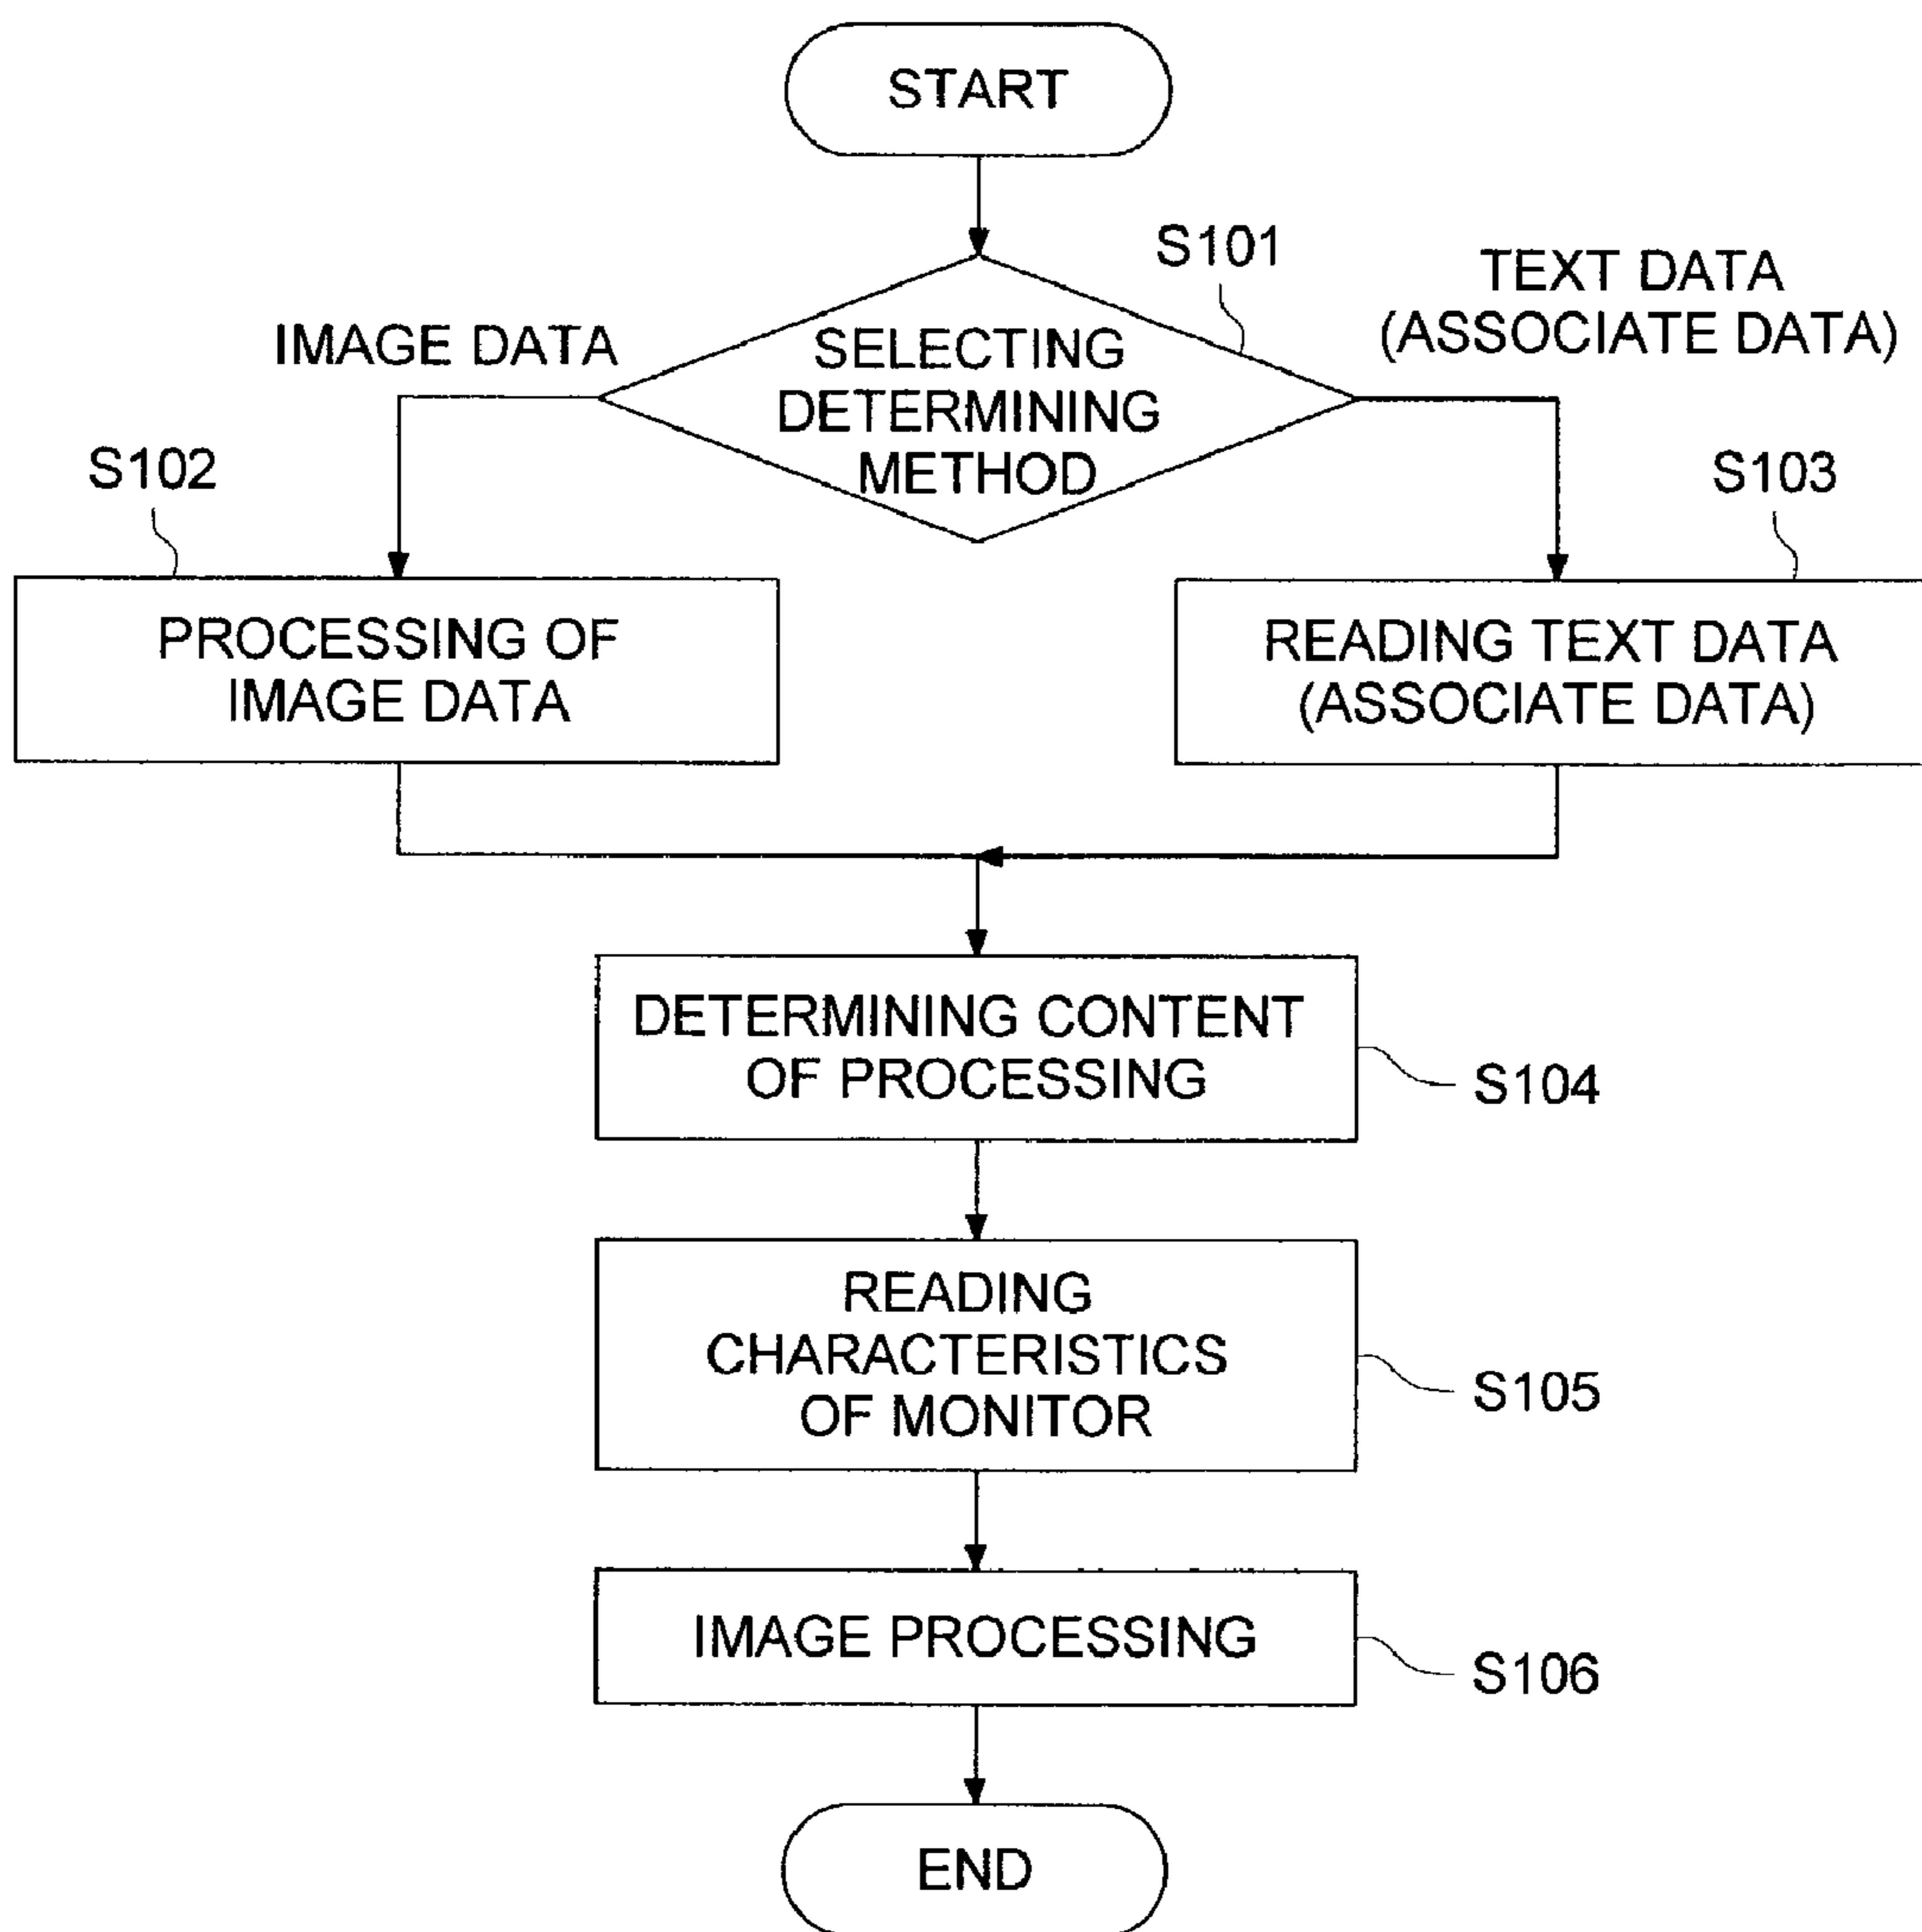 START
S101
TEXT DATA
(ASSOCIATE DATA)
IMAGE DATA
SELECTING
DETERMINING
METHOD
S102
S103
PROCESSING OF
IMAGE DATA
READING TEXT DATA
(ASSOCIATE DATA)
DETERMINING CONTENT
OF PROCESSING
S104
READING
CHARACTERISTICS
OF MONITOR
S105
IMAGE PROCESSING
S106
END